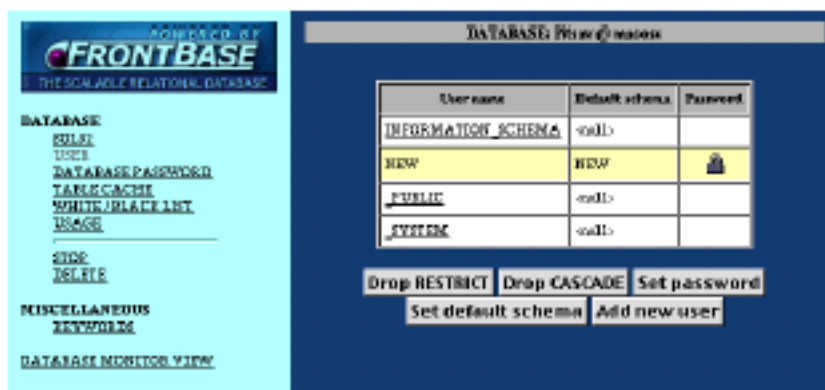 POWERED BY
FRONTBASE
THE SCALABLE RELATIONAL DATABASE
DATABASE
SQL92
USER
DATABASE PASSWORD
TABLE CACHE
WHITE/BLACK LIST
USAGE
STOP
DELETE
MISCELLANEOUS
KEYWORDS
DATABASE MONITOR VIEW
DATABASE: @ macosx
User name Default schema Password
INFORMATION_SCHEMA <null>
NEW NEW
_PUBLIC <null>
_SYSTEM <null>
Drop RESTRICT Drop CASCADE Set password
Set default schema Add new user